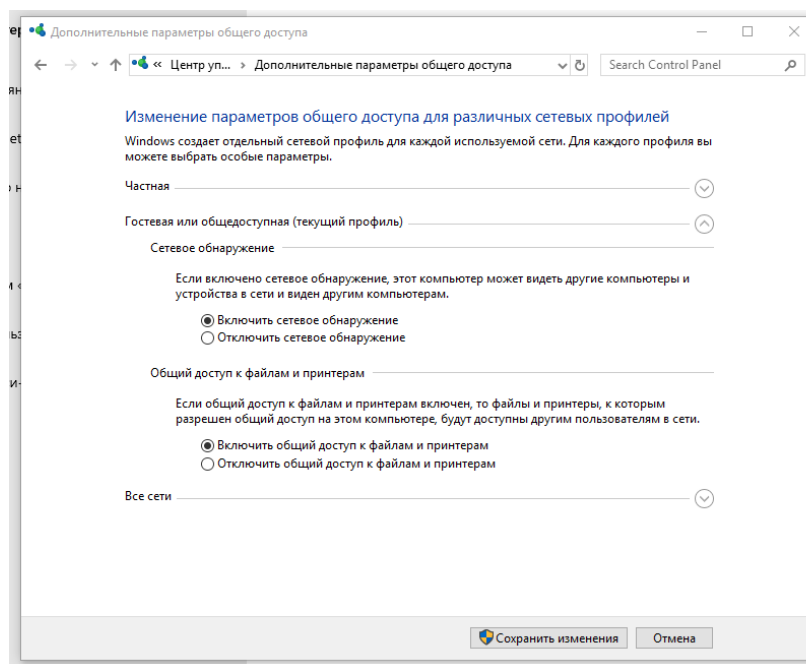 Дополнительные параметры общего доступа
« Центр уп... › Дополнительные параметры общего доступа
Search Control Panel
Изменение параметров общего доступа для различных сетевых профилей
Windows создает отдельный сетевой профиль для каждой используемой сети. Для каждого профиля вы
можете выбрать особые параметры.
Частная
Гостевая или общедоступная (текущий профиль)
Сетевое обнаружение
Если включено сетевое обнаружение, этот компьютер может видеть другие компьютеры и
устройства в сети и виден другим компьютерам.
Включить сетевое обнаружение
Отключить сетевое обнаружение
Общий доступ к файлам и принтерам
Если общий доступ к файлам и принтерам включен, то файлы и принтеры, к которым
разрешен общий доступ на этом компьютере, будут доступны другим пользователям в сети.
Включить общий доступ к файлам и принтерам
Отключить общий доступ к файлам и принтерам
Все сети
Сохранить изменения
Отмена